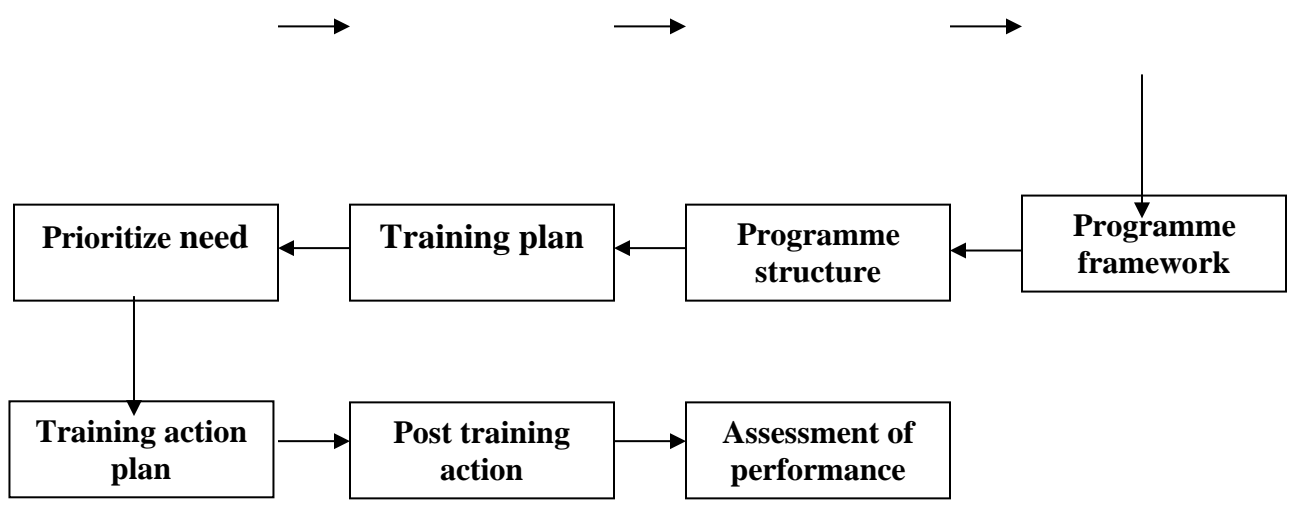 Prioritize need
Training plan
Programme
structure
Programme
framework
Training action
plan
Post training
action
Assessment of
performance